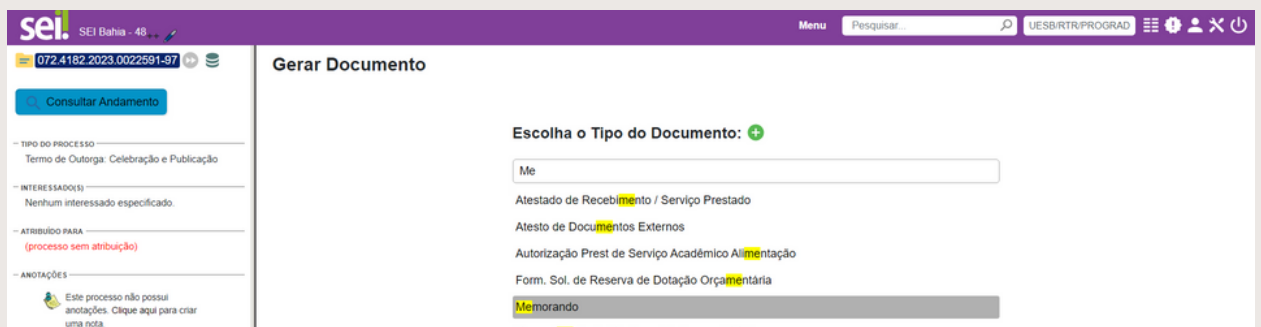 sei! SEI Bahia - 48
Menu
Pesquisar...
UESB/RTR/PROGRAD
072.4182.2023.0022591-97
Consultar Andamento
TIPO DO PROCESSO
Termo de Outorga: Celebração e Publicação
INTERESSADO(S)
Nenhum interessado especificado.
ATRIBUÍDO PARA
(processo sem atribuição)
ANOTAÇÕES
Este processo não possui
anotações. Clique aqui para criar
uma nota
Gerar Documento
Escolha o Tipo do Documento:
Me
Atestado de Recebimento / Serviço Prestado
Atesto de Documentos Externos
Autorização Prest de Serviço Acadêmico Alimentação
Form. Sol. de Reserva de Dotação Orçamentária
Memorando